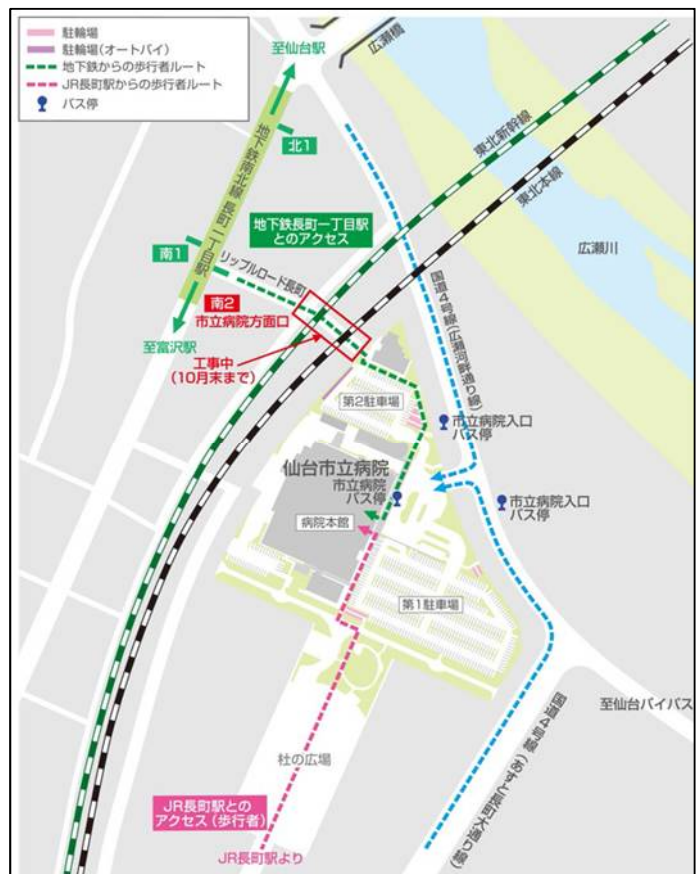 駐輪場
駐輪場(オートバイ)
地下鉄からの歩行者ルート
JR長町駅からの歩行者ルート
バス停
至仙台駅
広瀬橋
北1
地下鉄南北線 長町一丁目駅
東北新幹線
東北本線
地下鉄長町一丁目駅
とのアクセス
広瀬川
南1
リップルロード長町
南2
市立病院方面口
至富沢駅
工事中
(10月末まで)
国道4号線(広瀬河畔通り線)
第2駐車場
市立病院入口
バス停
仙台市立病院
市立病院
バス停
市立病院入口
バス停
病院本館
第1駐車場
至仙台バイパス
国道4号線(あすと長町大通り線)
杜の広場
JR長町駅との
アクセス(歩行者)
JR長町駅より